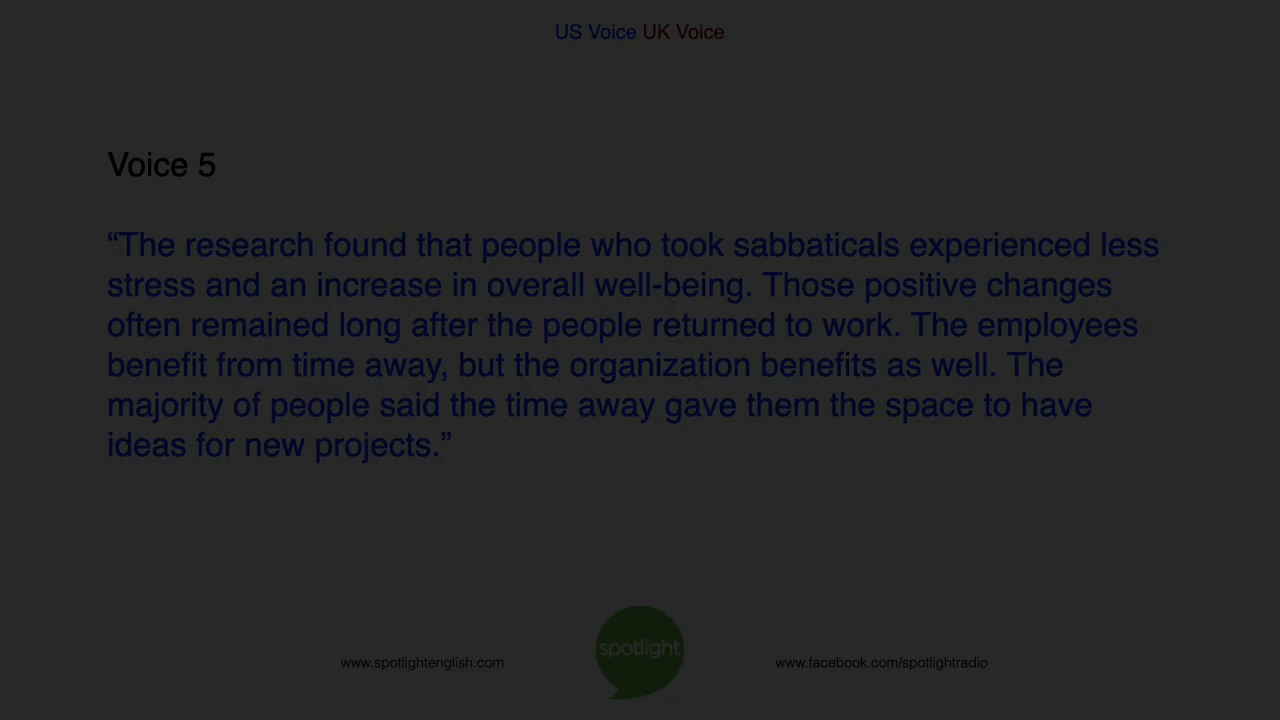 US Voice UK Voice
Voice 5
“The research found that people who took sabbaticals experienced less
stress and an increase in overall well-being. Those positive changes
often remained long after the people returned to work. The employees
benefit from time away, but the organization benefits as well. The
majority of people said the time away gave them the space to have
ideas for new projects.”
spotlight
www.spotlightenglish.com
www.facebook.com/spotlightradio